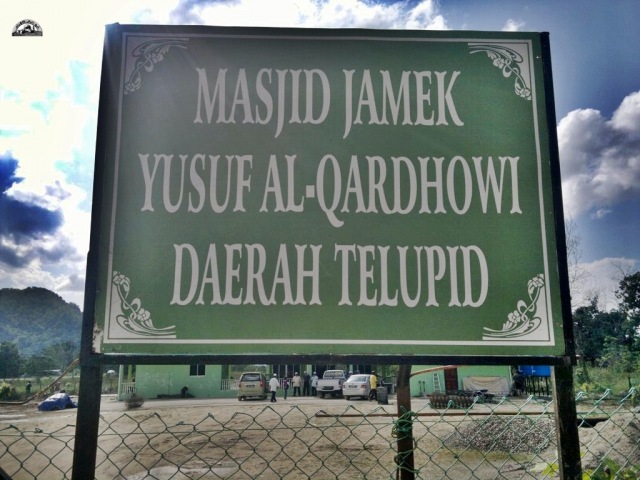 MASJID JAMEK
YUSUF AL-QARDHOWI
DAERAH TELUPID